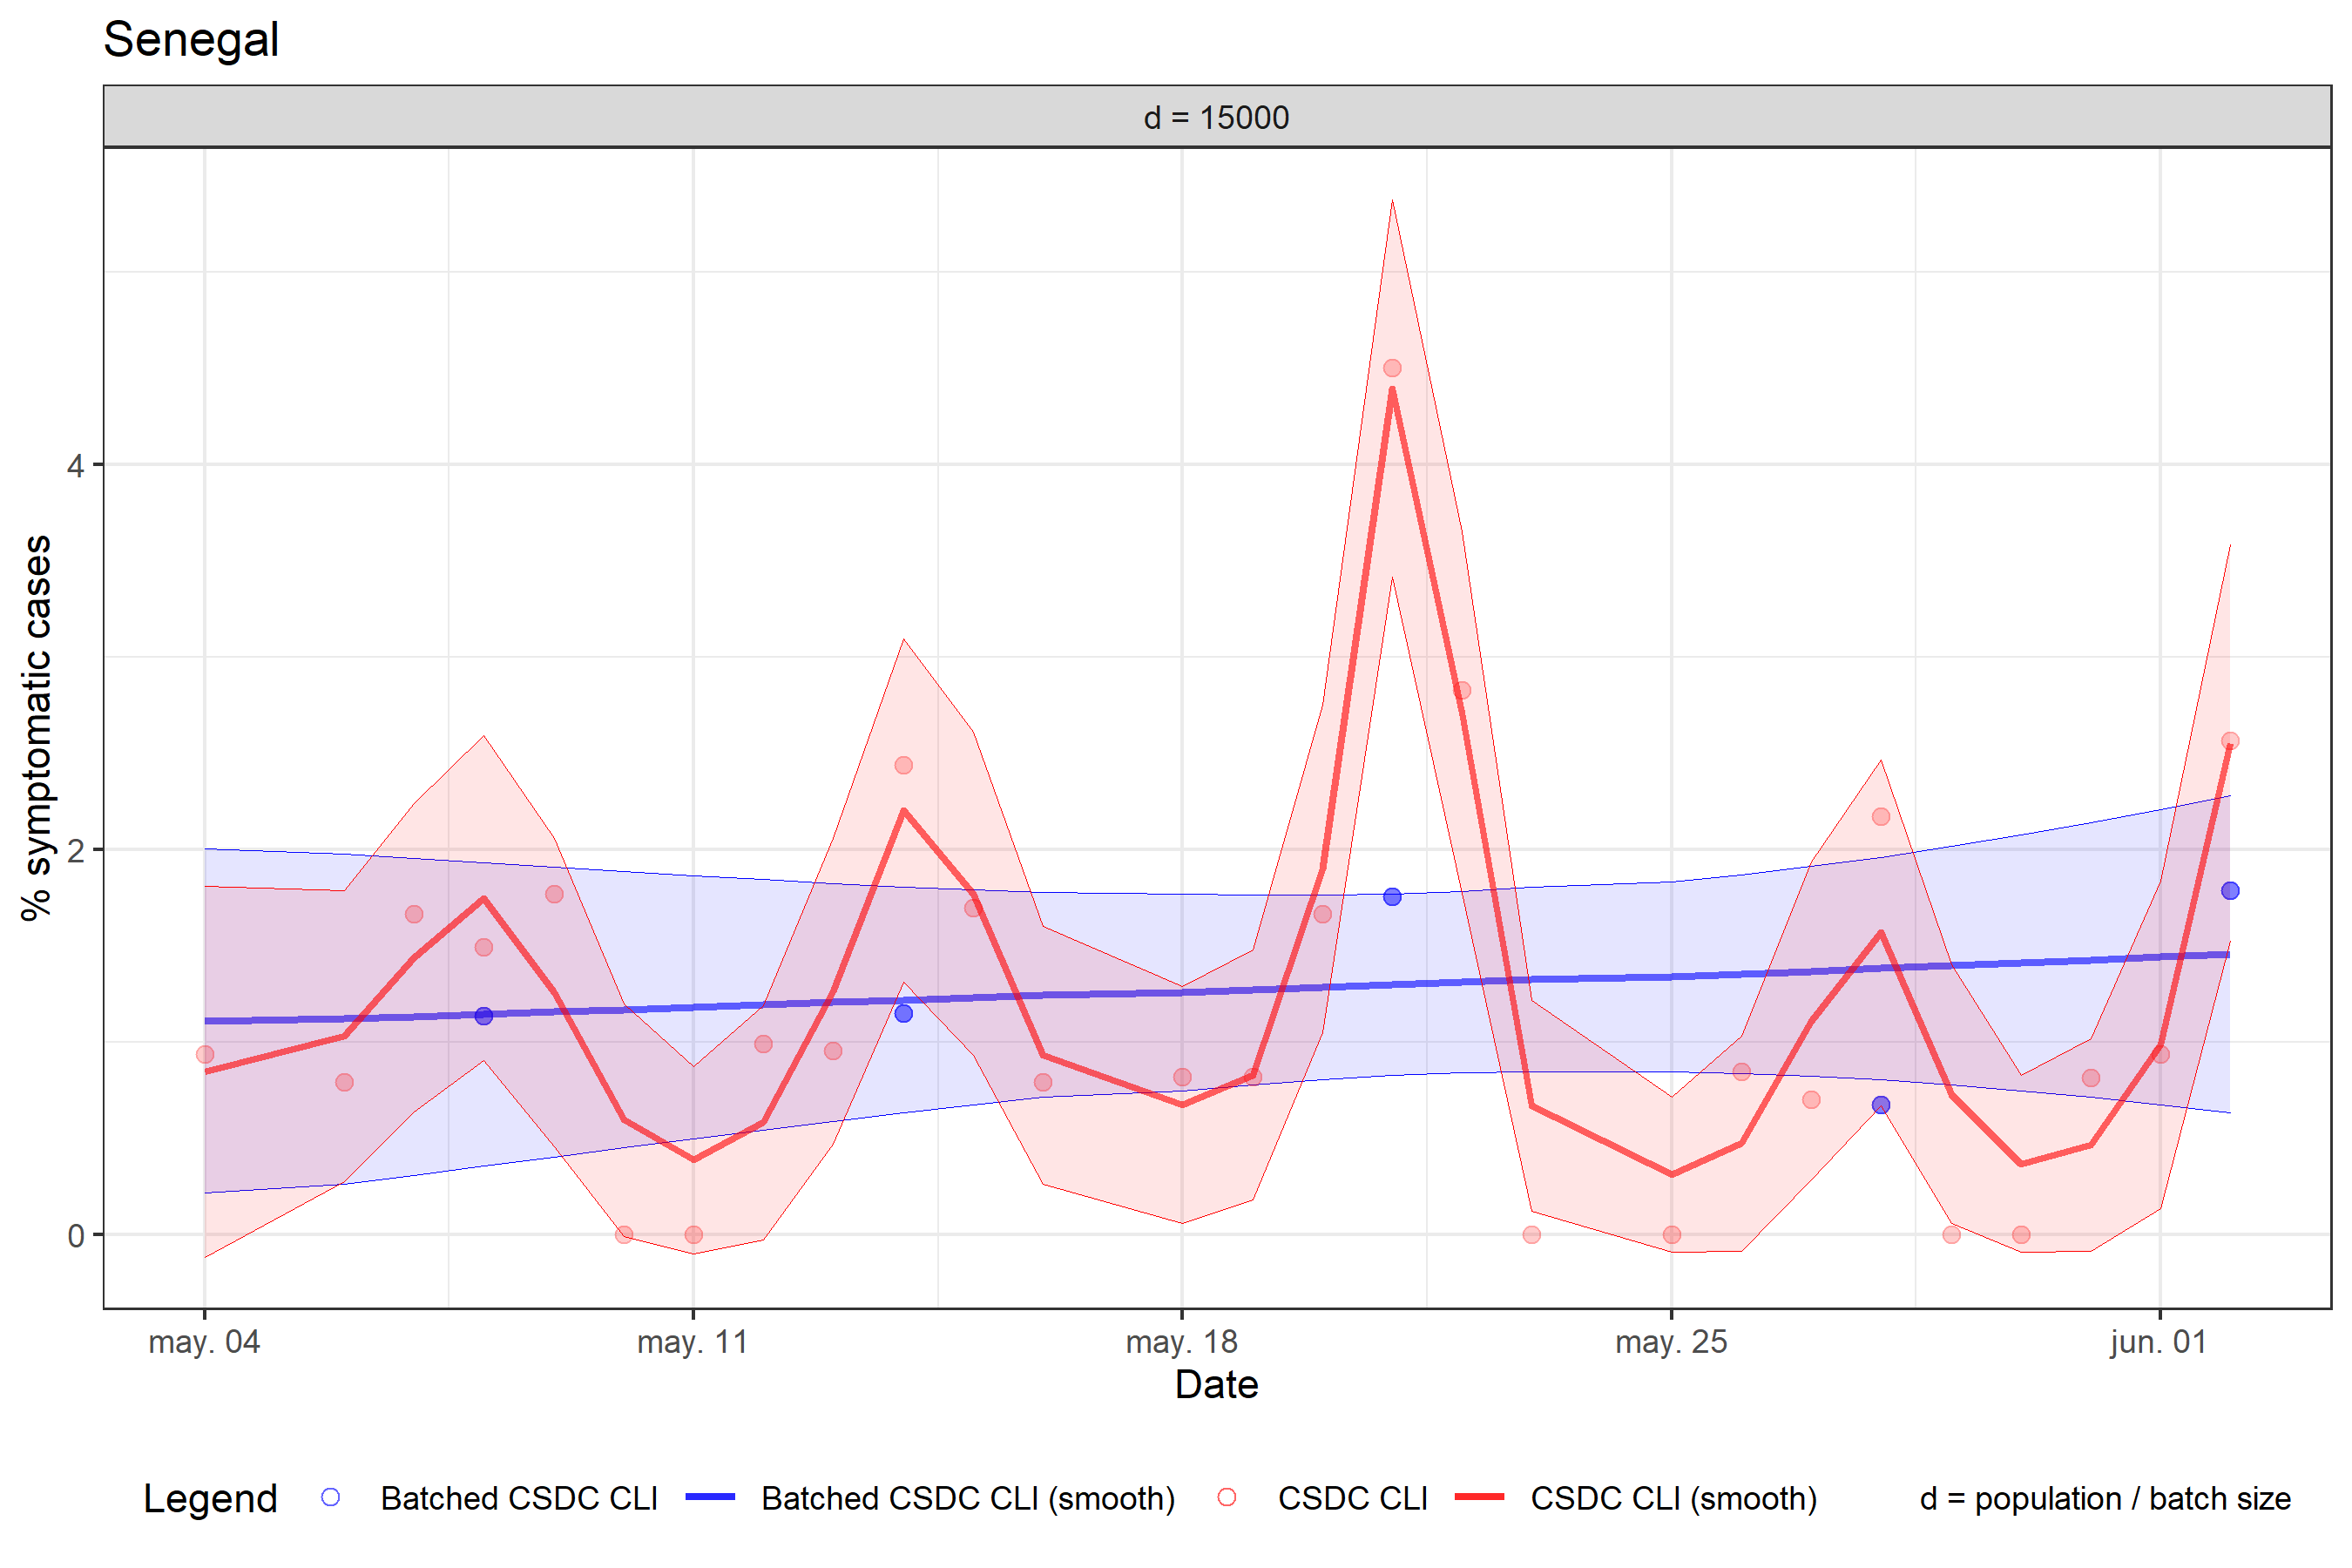 Senegal
d = 15000
% symptomatic cases
4
2
0
may. 04
may. 11
may. 18
may. 25
jun. 01
Date
Legend
Batched CSDC CLI
Batched CSDC CLI (smooth)
CSDC CLI
CSDC CLI (smooth)
d = population / batch size